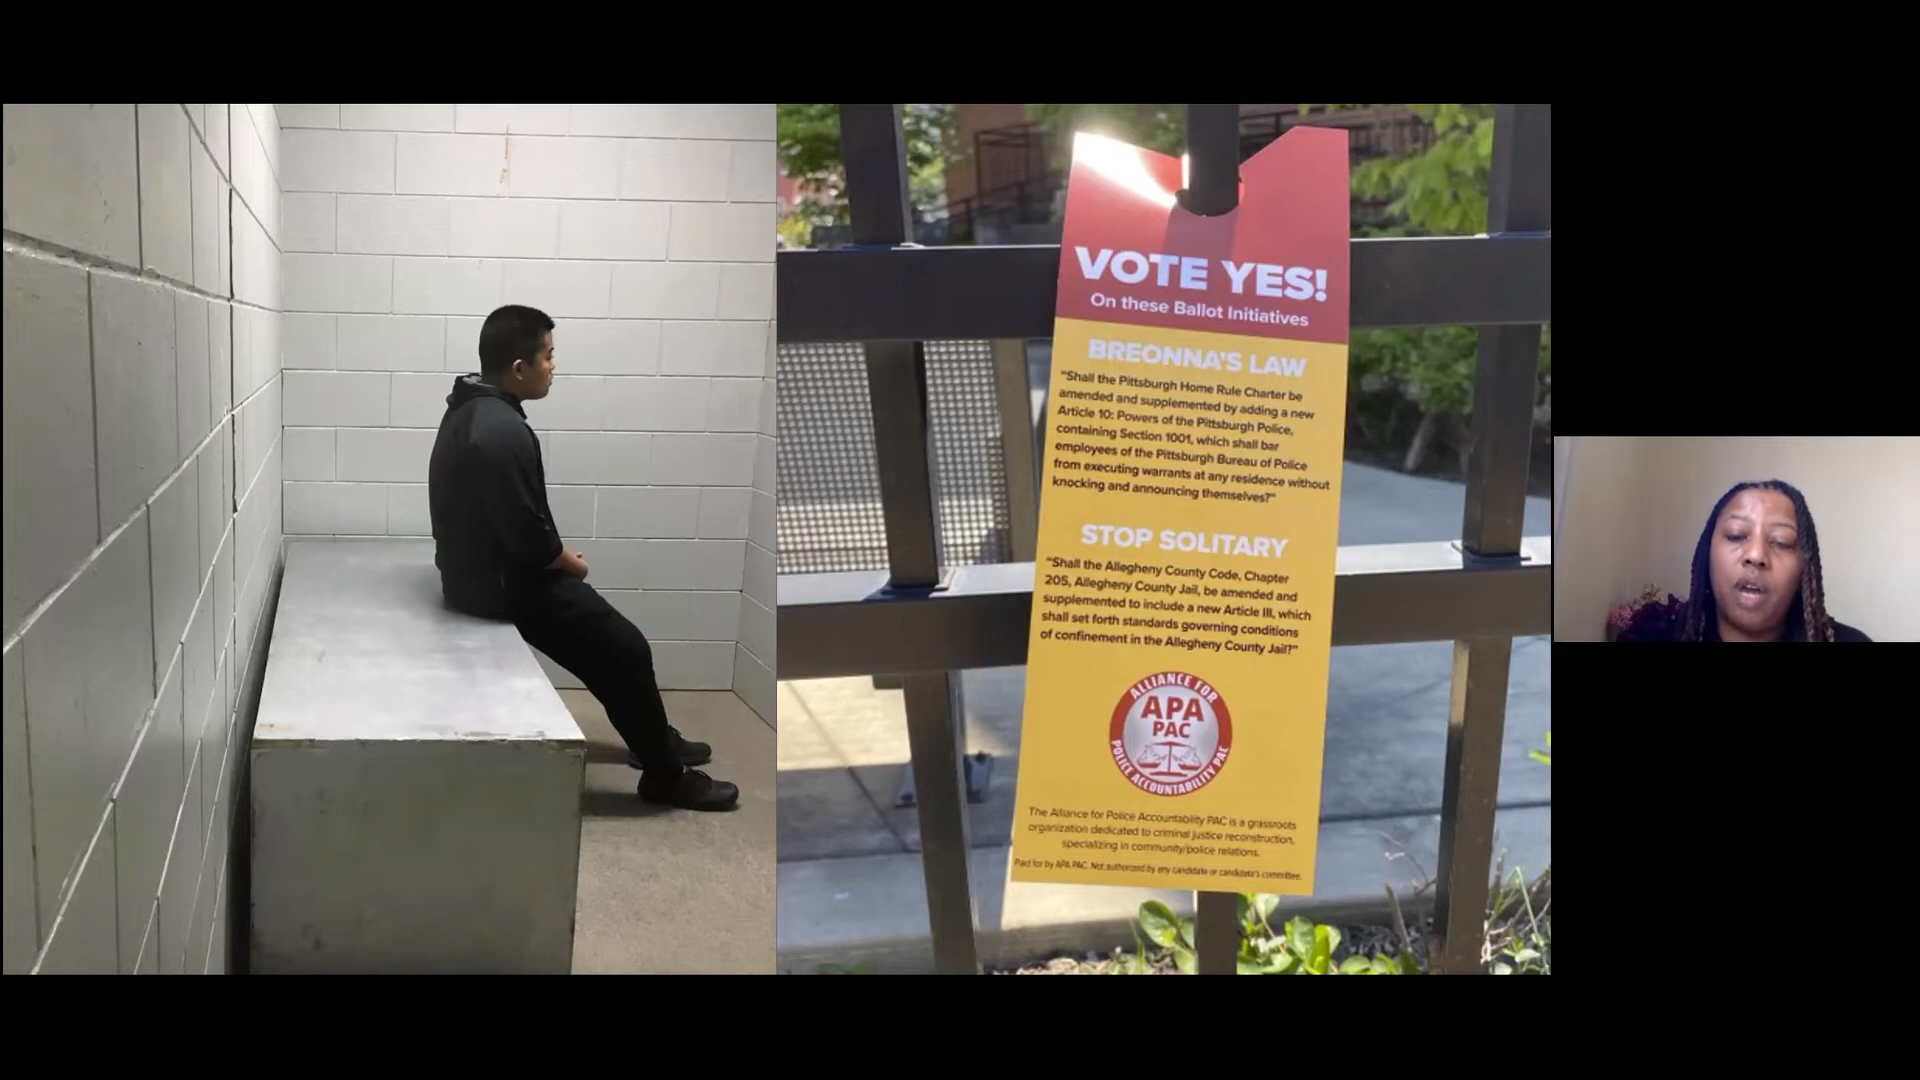 VOTE YES!
On these Ballot Initiatives
BREONNA'S LAW
"Shall the Pittsburgh Home Rule Charter be
amended and supplemented by adding a new
Article 10: Powers of the Pittsburgh Police,
containing Section 1001, which shall bar
employees of the Pittsburgh Bureau of Police
from executing warrants at any residence without
knocking and announcing themselves?"
STOP SOLITARY
"Shall the Allegheny County Code, Chapter
205, Allegheny County Jail, be amended and
supplemented to include a new Article III, which
shall set forth standards governing conditions
of confinement in the Allegheny County Jail?"
ALLIANCE FOR
APA
PAC
POLICE ACCOUNTABILITY PAC
The Alliance for Police Accountability PAC is a grassroots
organization dedicated to criminal justice reconstruction,
specializing in community/police relations.
Paid for by APA PAC. Not authorized by any candidate or candidate's committee.